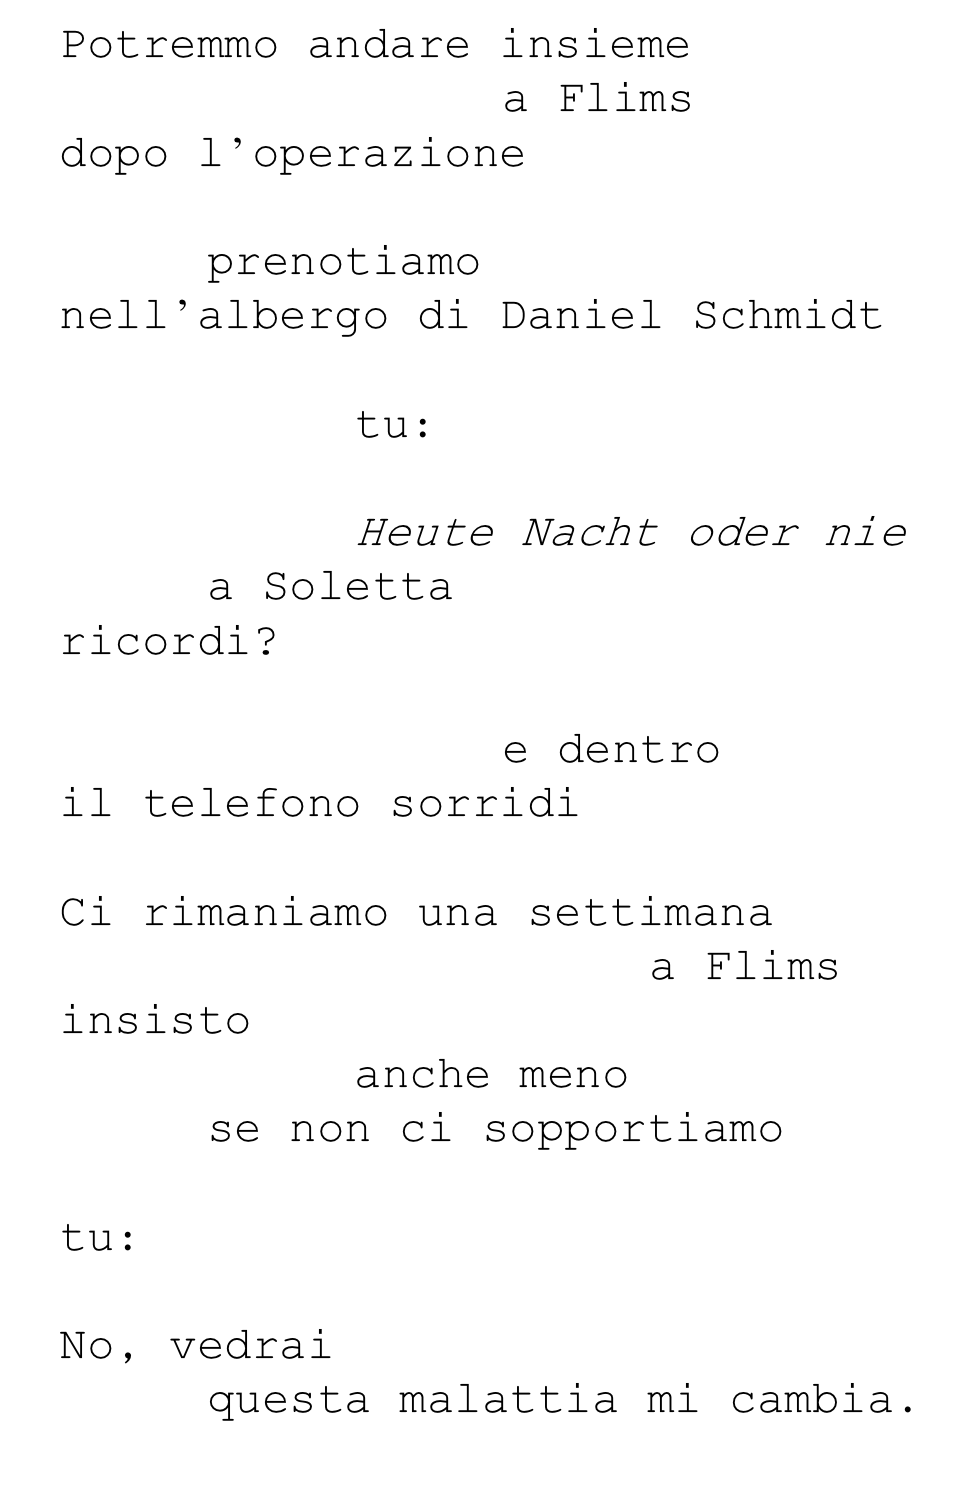 Potremmo andare insieme
a Flims
dopo l’operazione
prenotiamo
nell’albergo di Daniel Schmidt
tu:
Heute Nacht oder nie
a Soletta
ricordi?
e dentro
il telefono sorridi
Ci rimaniamo una settimana
a Flims
insisto
anche meno
se non ci sopportiamo
tu:
No, vedrai
questa malattia mi cambia.